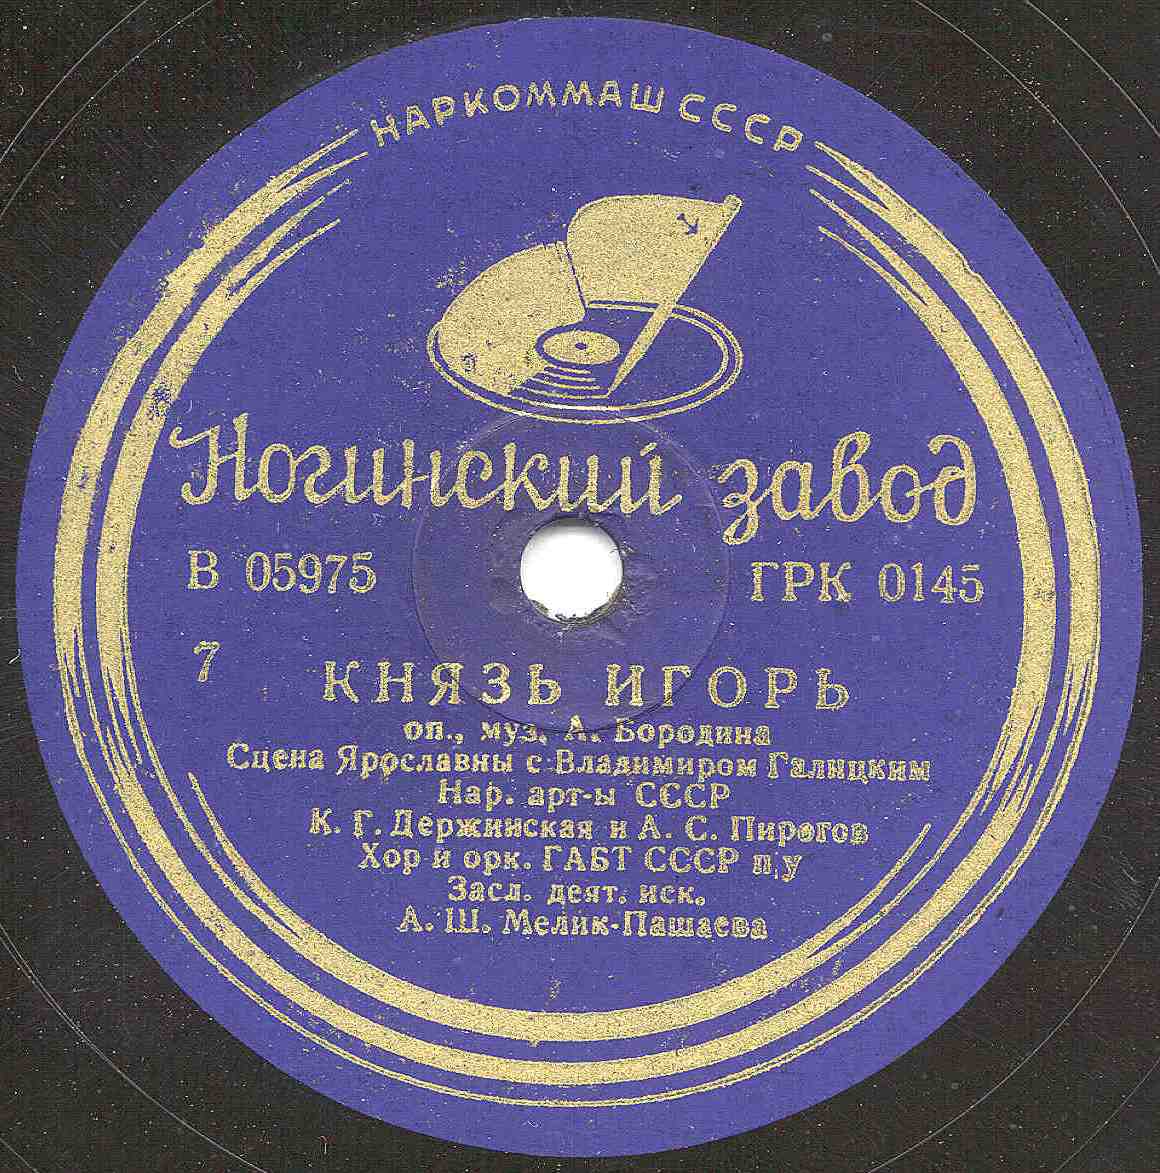 НАРКОММАШ СССР
Ногинский завод
В 05975 ГРК 0145
7 КНЯЗЬ ИГОРЬ
оп., муз. А. Бородина
Сцена Ярославны с Владимиром Галицким
Нар. арт-ы СССР
К. Г. Держинская и А. С. Пирогов
Хор и орк. ГАБТ СССР п/у
Засл. деят. иск.
А. Ш. Мелик-Пашаева